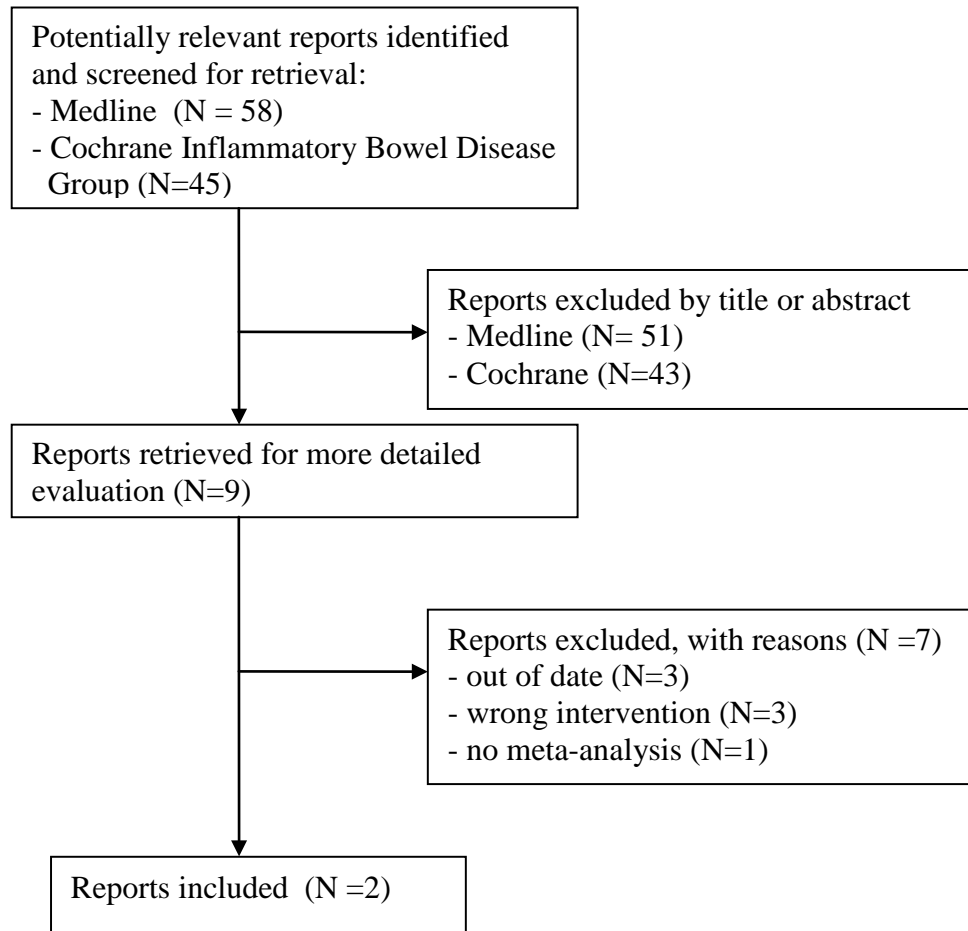 Potentially relevant reports identified
and screened for retrieval:
- Medline  (N = 58)
- Cochrane Inflammatory Bowel Disease
Group (N=45)
Reports excluded by title or abstract
- Medline (N= 51)
- Cochrane (N=43)
Reports retrieved for more detailed
evaluation (N=9)
Reports excluded, with reasons (N =7)
- out of date (N=3)
- wrong intervention (N=3)
- no meta-analysis (N=1)
Reports included  (N =2)